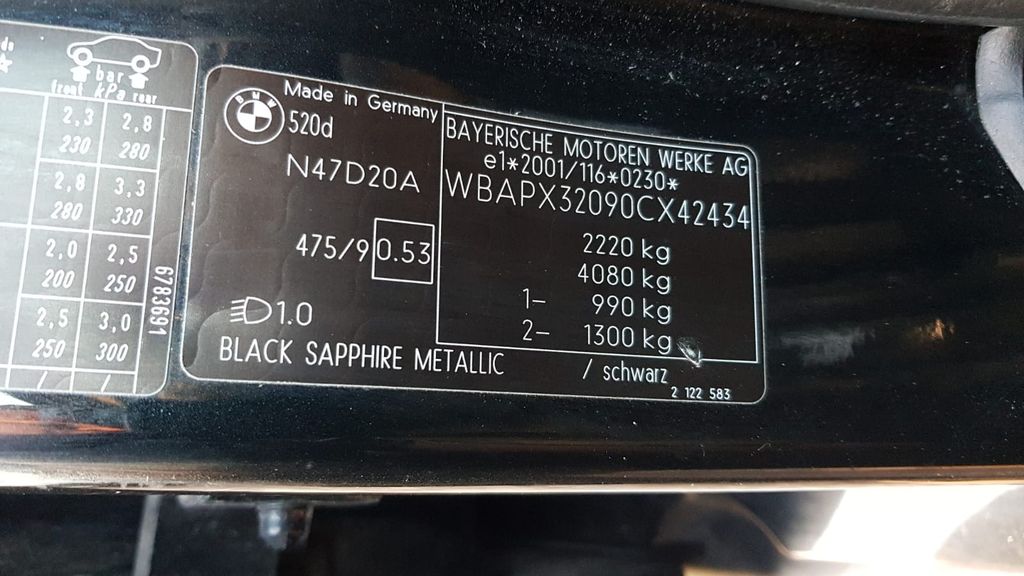 bar
front kPa rear
2,3 2,8
230 280
2,8 3,3
280 330
2,0 2,5
200 250
2,5 3,0
250 300
/ /
6783691
BMW
Made in Germany
520d
N47D20A
475/9 0.53
1.0
BLACK SAPPHIRE METALLIC / schwarz
2 122 583
BAYERISCHE MOTOREN WERKE AG
e1*2001/116*0230*
WBAPX32090CX42434
2220 kg
4080 kg
1– 990 kg
2– 1300 kg